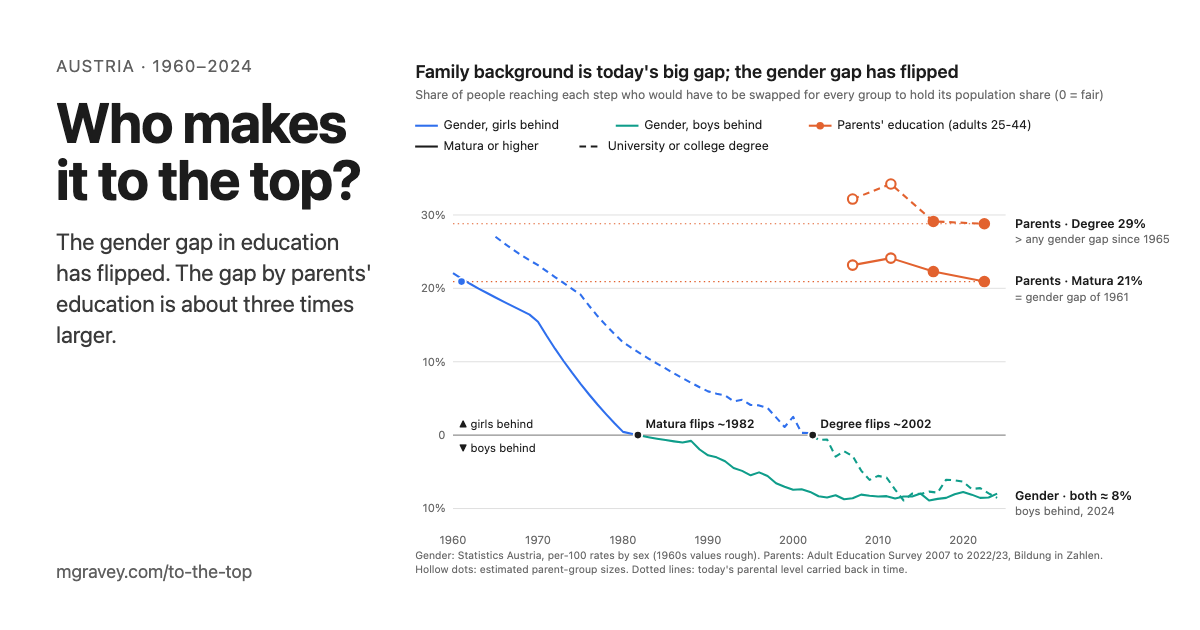 AUSTRIA · 1960–2024
Who makes
it to the top?
The gender gap in education
has flipped. The gap by parents'
education is about three times
larger.
mgravey.com/to-the-top
Family background is today's big gap; the gender gap has flipped
Share of people reaching each step who would have to be swapped for every group to hold its population share (0 = fair)
Gender, girls behind
Gender, boys behind
Parents' education (adults 25-44)
Matura or higher
University or college degree
30%
20%
10%
0
10%
▲ girls behind
▼ boys behind
Matura flips ~1982
Degree flips ~2002
Parents · Degree 29%
> any gender gap since 1965
Parents · Matura 21%
= gender gap of 1961
Gender · both ≈ 8%
boys behind, 2024
1960 1970 1980 1990 2000 2010 2020
Gender: Statistics Austria, per-100 rates by sex (1960s values rough). Parents: Adult Education Survey 2007 to 2022/23, Bildung in Zahlen.
Hollow dots: estimated parent-group sizes. Dotted lines: today's parental level carried back in time.